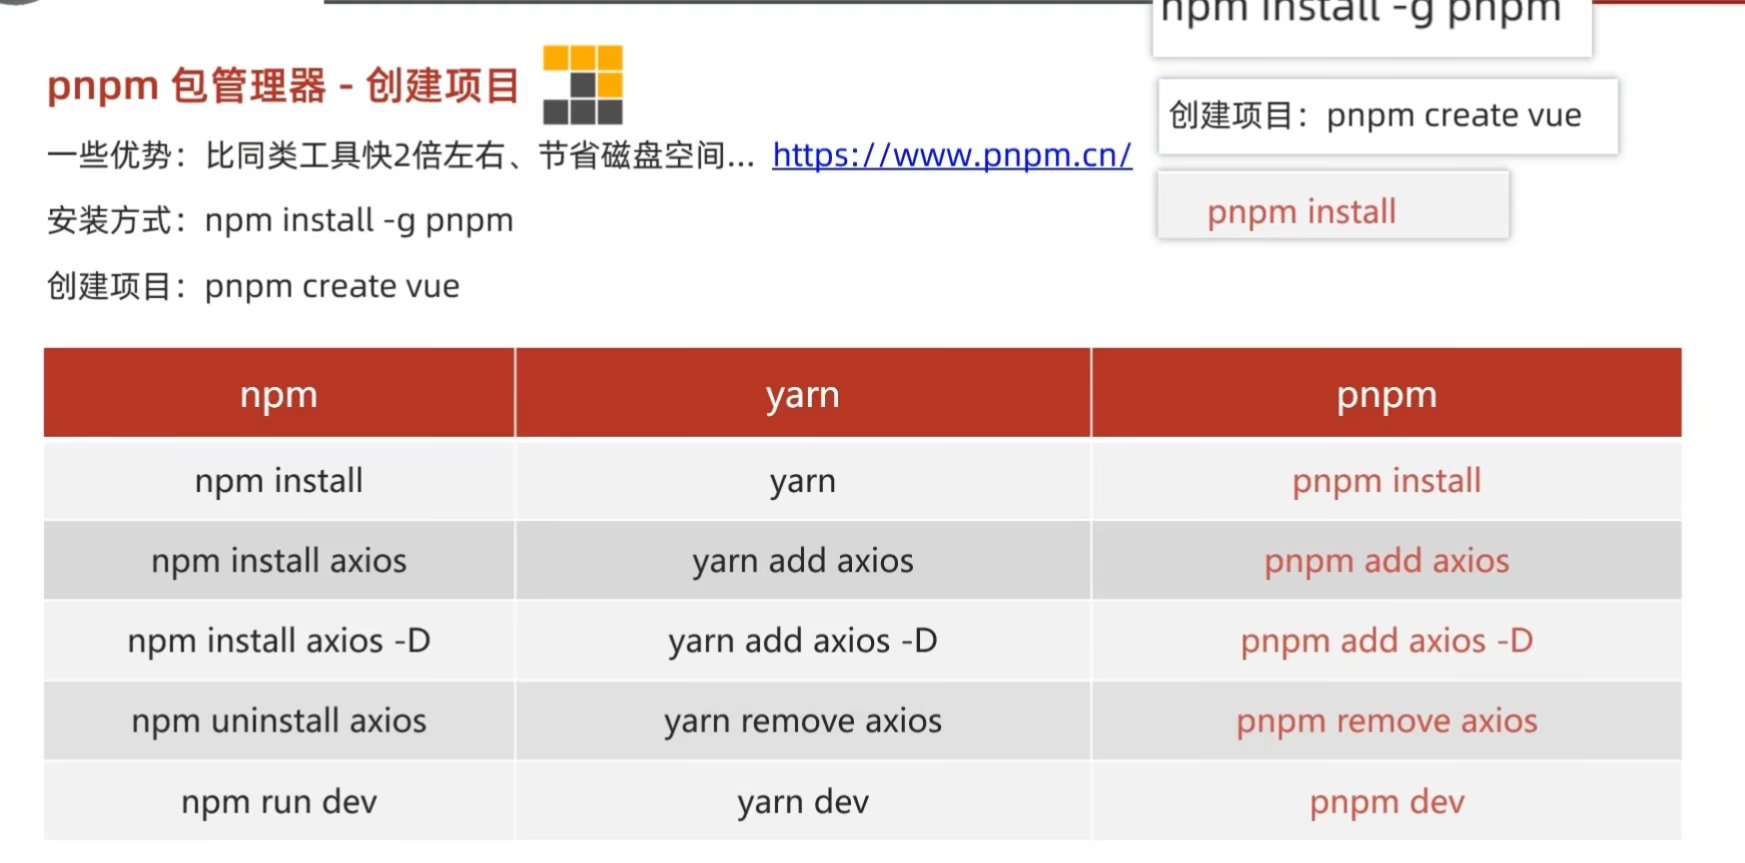 npm install -g pnpm
pnpm 包管理器 - 创建项目
创建项目：pnpm create vue
一些优势：比同类工具快2倍左右、节省磁盘空间... https://www.pnpm.cn/
pnpm install
安装方式：npm install -g pnpm
创建项目：pnpm create vue
npm yarn pnpm
npm install yarn pnpm install
npm install axios yarn add axios pnpm add axios
npm install axios -D yarn add axios -D pnpm add axios -D
npm uninstall axios yarn remove axios pnpm remove axios
npm run dev yarn dev pnpm dev